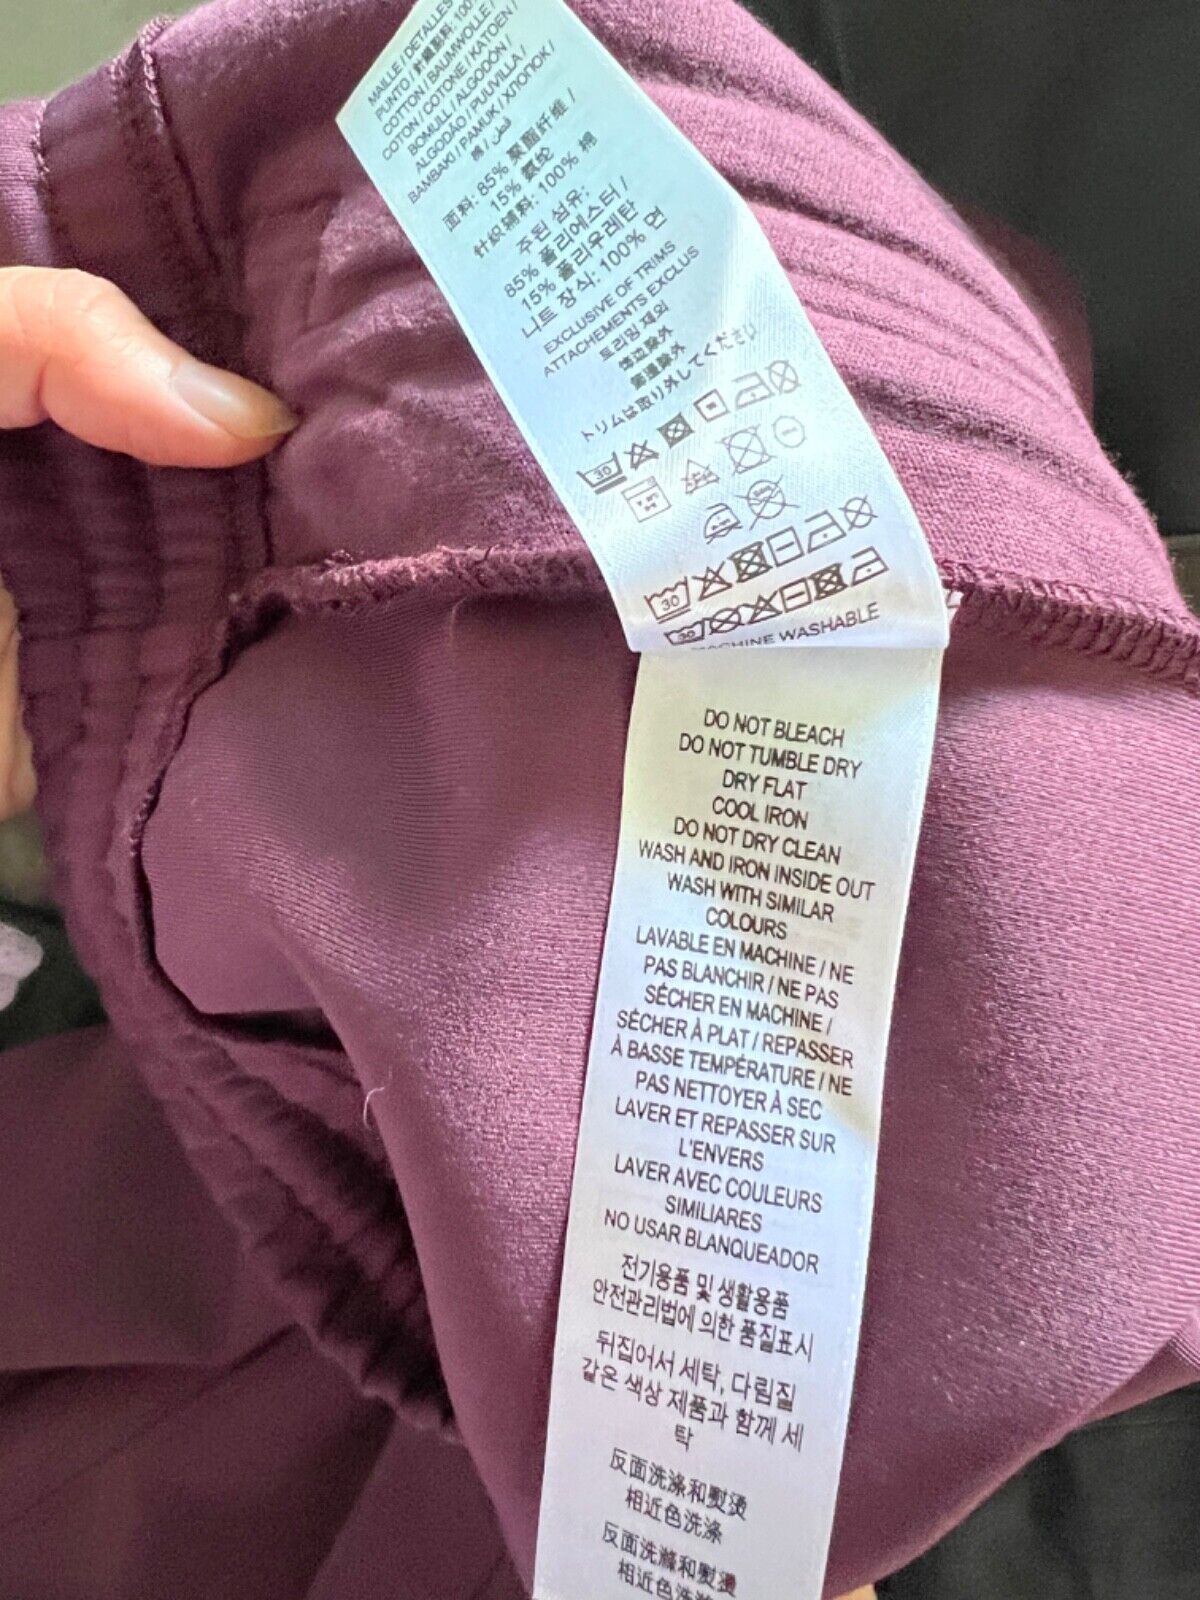 MAILLE / DETALLES
PUNTO / 針織配料: 100%
COTTON / BAUMWOLLE /
COTON / COTONE / KATOEN /
BOMULL / ALGODÓN /
ALGODÃO / PUUVILLA /
BAMBAKI / PAMUK / ХЛОПОК /
棉 / قطن
面料: 85% 聚酯纤维 /
15% 氨纶
针织辅料: 100% 棉
주된 섬유:
85% 폴리에스터 /
15% 폴리우레탄
니트 장식: 100% 면
EXCLUSIVE OF TRIMS
ATTACHEMENTS EXCLUS
트리밍 제외
饰边除外
トリムは取り外してください
30
30
30
MACHINE WASHABLE
DO NOT BLEACH
DO NOT TUMBLE DRY
DRY FLAT
COOL IRON
DO NOT DRY CLEAN
WASH AND IRON INSIDE OUT
WASH WITH SIMILAR
COLOURS
LAVABLE EN MACHINE / NE
PAS BLANCHIR / NE PAS
SÉCHER EN MACHINE /
SÉCHER À PLAT / REPASSER
À BASSE TEMPÉRATURE / NE
PAS NETTOYER À SEC
LAVER ET REPASSER SUR
L'ENVERS
LAVER AVEC COULEURS
SIMILIARES
NO USAR BLANQUEADOR
전기용품 및 생활용품
안전관리법에 의한 품질표시
뒤집어서 세탁, 다림질
같은 색상 제품과 함께 세
탁
反面洗涤和熨烫
相近色洗涤
反面洗滌和熨燙
相近色洗滌